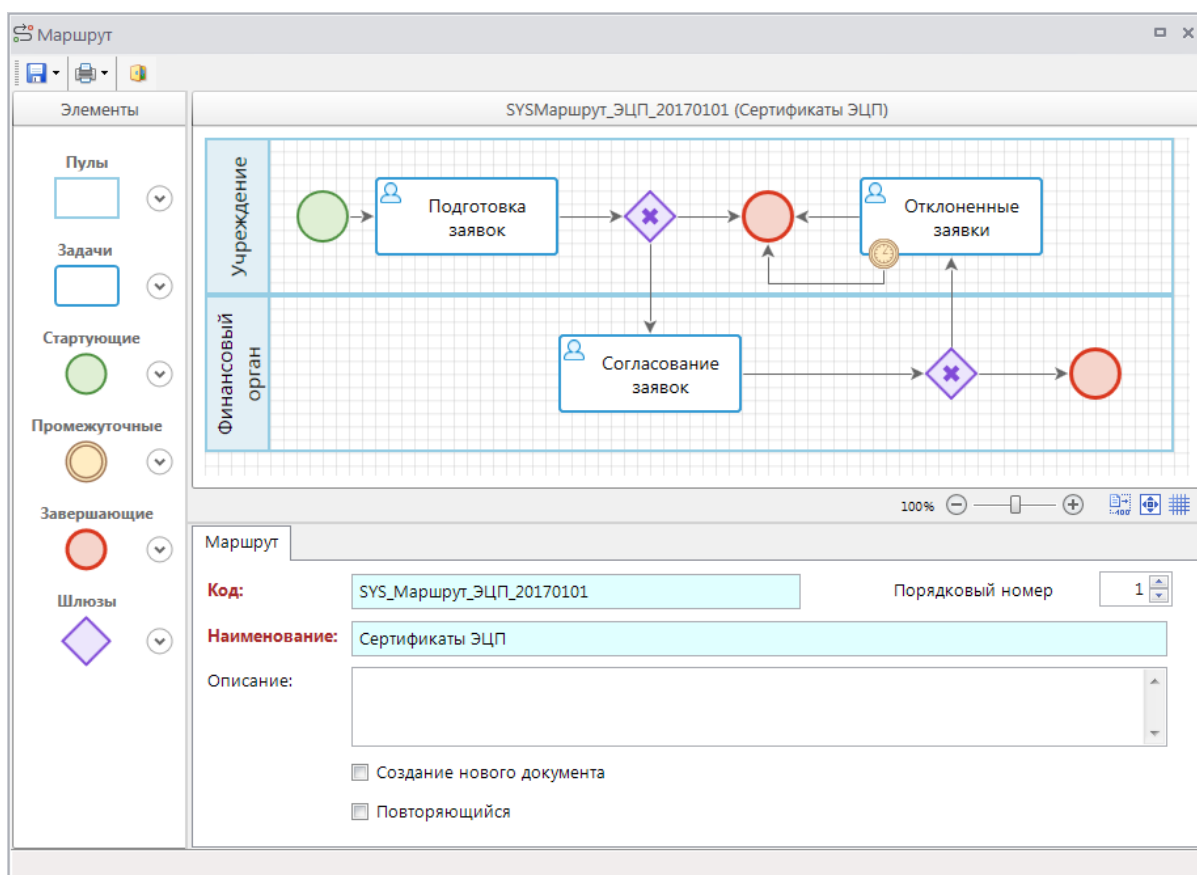 Маршрут
Элементы
SYSМаршрут_ЭЦП_20170101 (Сертификаты ЭЦП)
Пулы
Задачи
Стартующие
Промежуточные
Завершающие
Шлюзы
Учреждение
Подготовка
заявок
Отклоненные
заявки
Финансовый
орган
Согласование
заявок
100%
100
Маршрут
Код:
SYS_Маршрут_ЭЦП_20170101
Порядковый номер
1
Наименование:
Сертификаты ЭЦП
Описание:
Создание нового документа
Повторяющийся